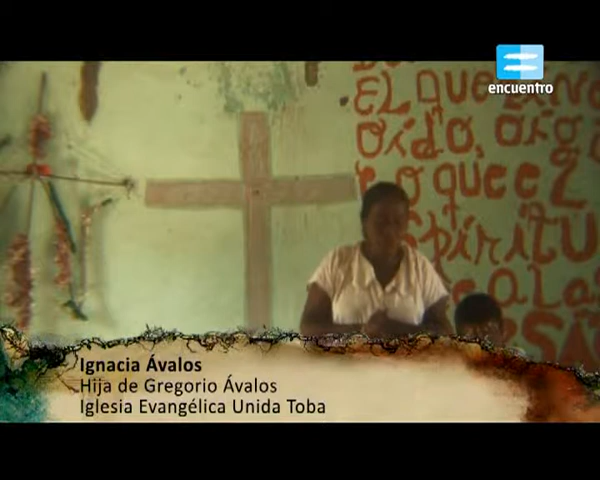 encuentro
EL QUE
oído, oiga
lo que el
Espíritu
a La
Ignacia Ávalos
Hija de Gregorio Ávalos
Iglesia Evangélica Unida Toba